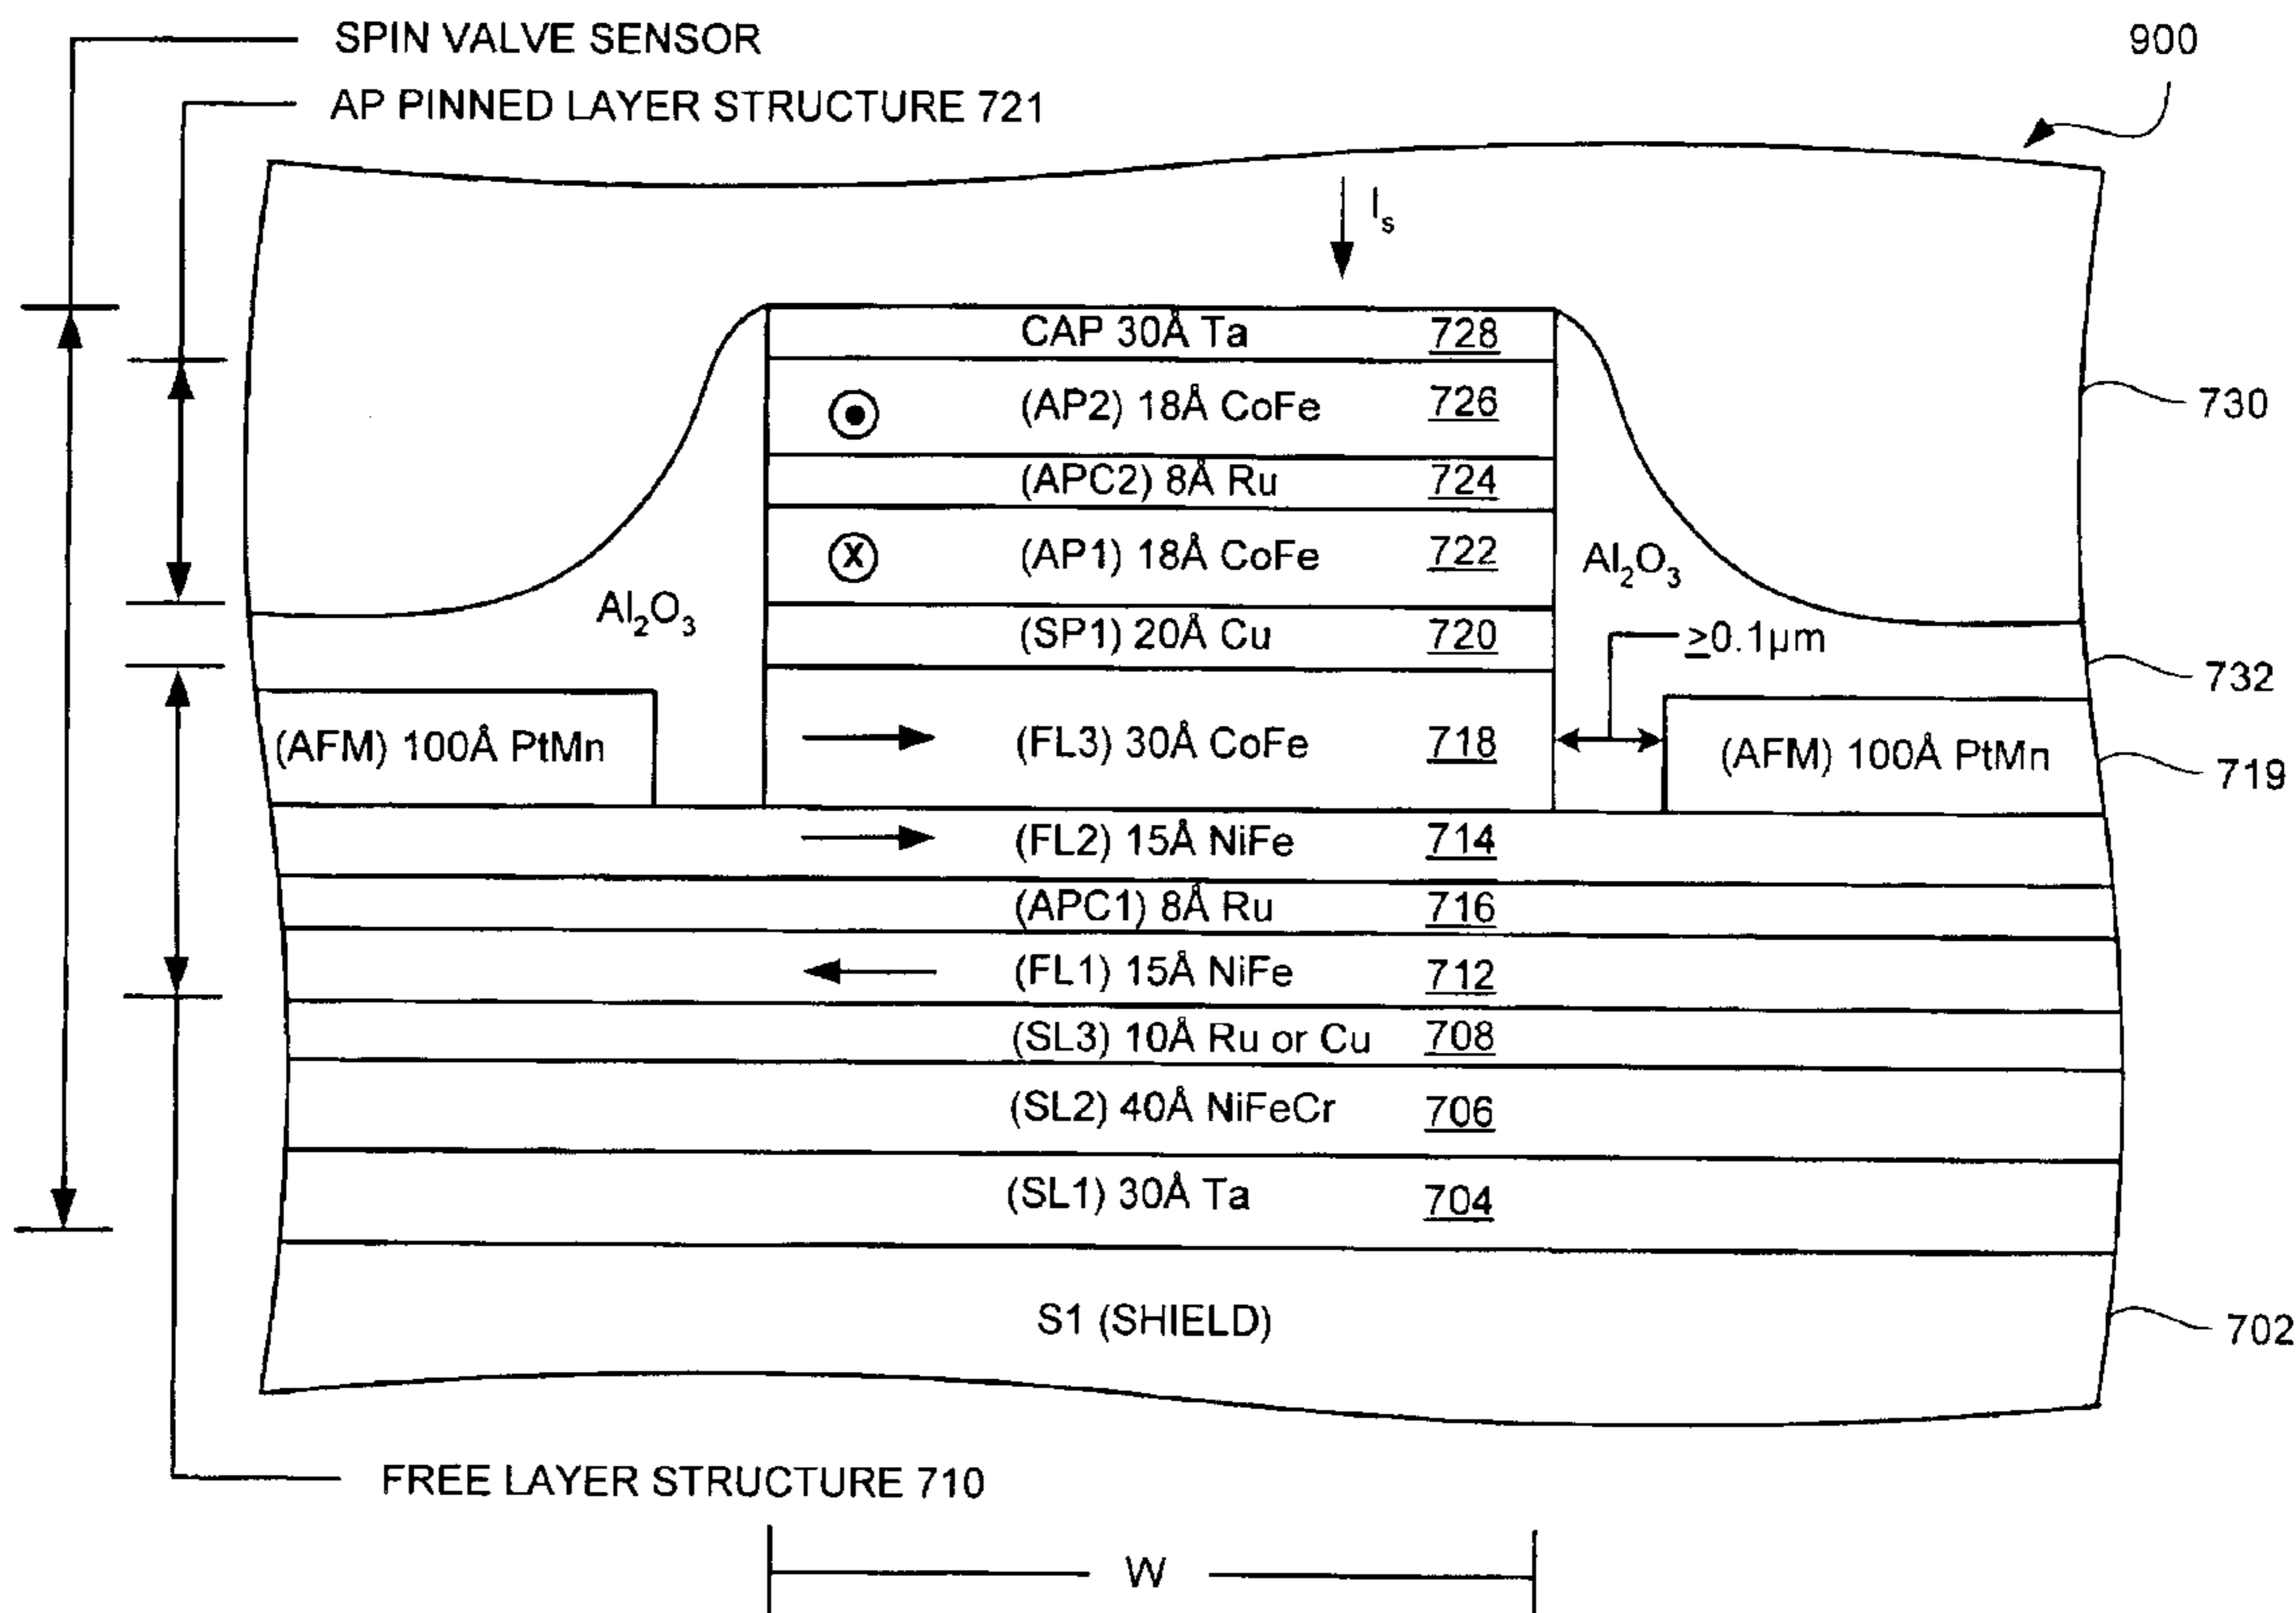 SPIN VALVE SENSOR
900
AP PINNED LAYER STRUCTURE 721
Is
CAP 30Å Ta 728
(AP2) 18Å CoFe 726
730
(APC2) 8Å Ru 724
X (AP1) 18Å CoFe 722
Al2O3
Al2O3
(SP1) 20Å Cu 720
≥0.1µm
732
(AFM) 100Å PtMn
(FL3) 30Å CoFe 718
(AFM) 100Å PtMn
719
(FL2) 15Å NiFe 714
(APC1) 8Å Ru 716
(FL1) 15Å NiFe 712
(SL3) 10Å Ru or Cu 708
(SL2) 40Å NiFeCr 706
(SL1) 30Å Ta 704
S1 (SHIELD)
702
FREE LAYER STRUCTURE 710
W